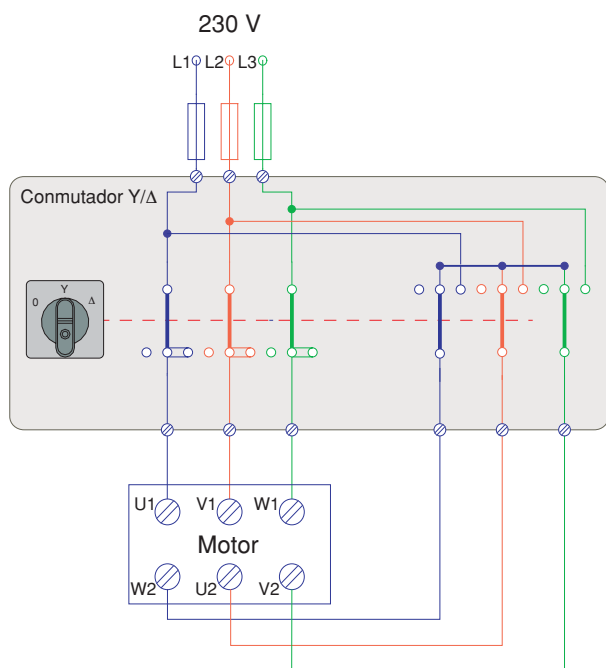 230 V
L1 L2 L3
Conmutador Y/Δ
Y
0 Δ
U1 V1 W1
Motor
W2 U2 V2